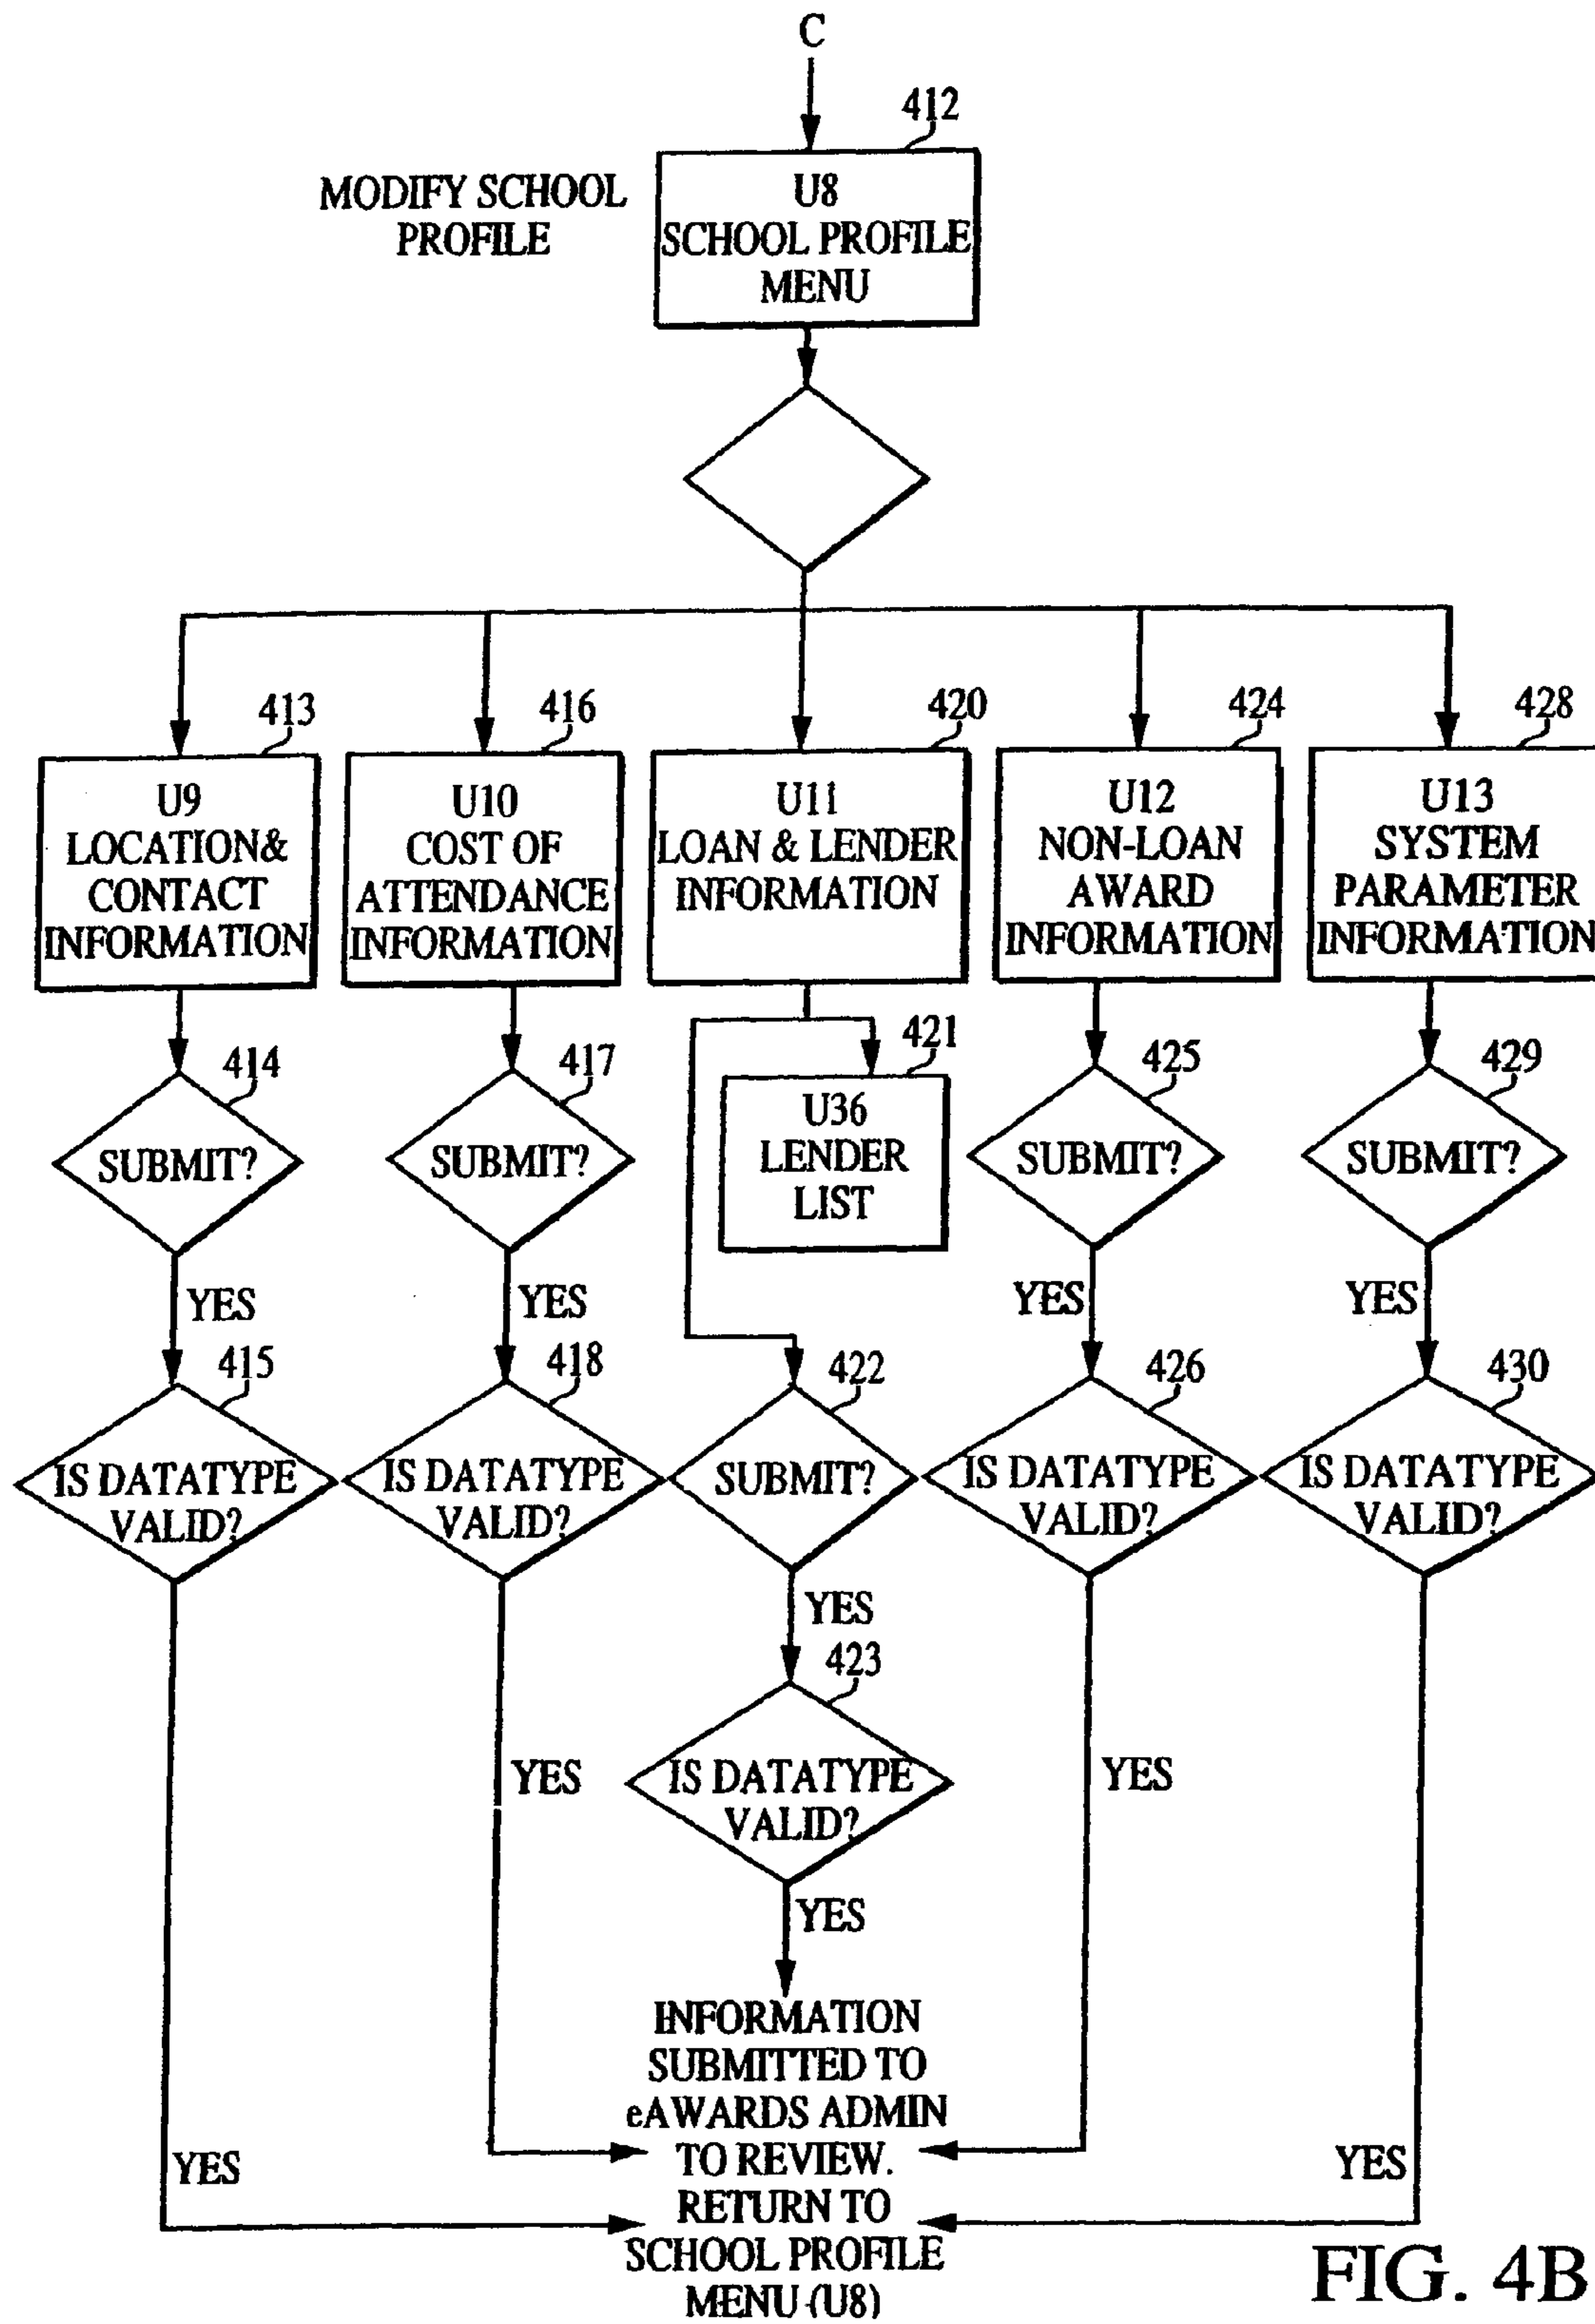 C
412
MODIFY SCHOOL
PROFILE
U8
SCHOOL PROFILE
MENU
413
416
420
424
428
U9
LOCATION&
CONTACT
INFORMATION
U10
COST OF
ATTENDANCE
INFORMATION
U11
LOAN & LENDER
INFORMATION
U12
NON-LOAN
AWARD
INFORMATION
U13
SYSTEM
PARAMETER
INFORMATION
414
417
421
425
429
SUBMIT?
SUBMIT?
U36
LENDER
LIST
SUBMIT?
SUBMIT?
YES
YES
YES
YES
415
418
422
426
430
IS DATATYPE
VALID?
IS DATATYPE
VALID?
SUBMIT?
IS DATATYPE
VALID?
IS DATATYPE
VALID?
YES
423
YES
IS DATATYPE
VALID?
YES
YES
INFORMATION
SUBMITTED TO
eAWARDS ADMIN
TO REVIEW.
YES
YES
RETURN TO
SCHOOL PROFILE
MENU (U8)
FIG. 4B